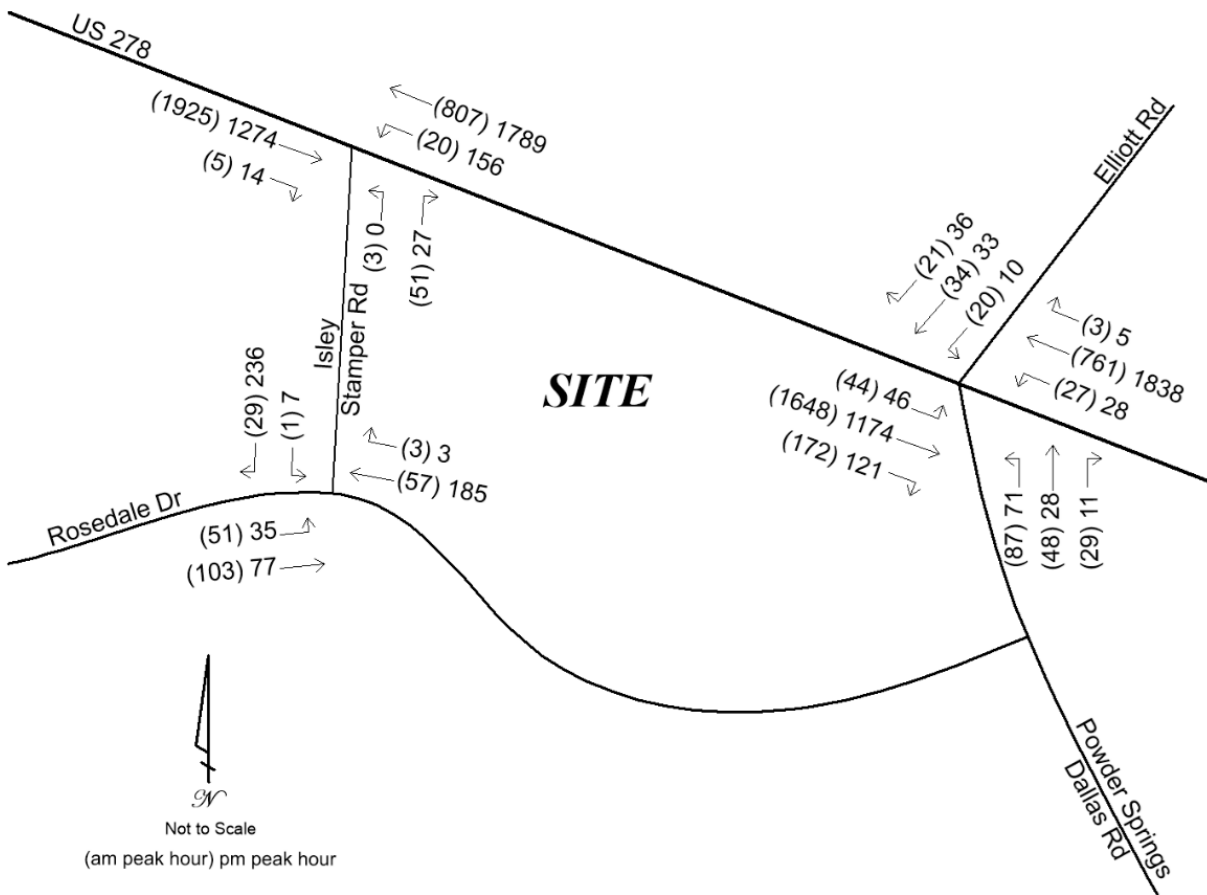 US 278
(1925) 1274
(5) 14
(807) 1789
(20) 156
(3) 0
(51) 27
Isley
Stamper Rd
Elliott Rd
(21) 36
(34) 33
(20) 10
(3) 5
(761) 1838
(27) 28
SITE
(44) 46
(1648) 1174
(172) 121
(29) 236
(1) 7
(3) 3
(57) 185
(87) 71
(48) 28
(29) 11
Rosedale Dr
(51) 35
(103) 77
Powder Springs
Dallas Rd
N
Not to Scale
(am peak hour) pm peak hour